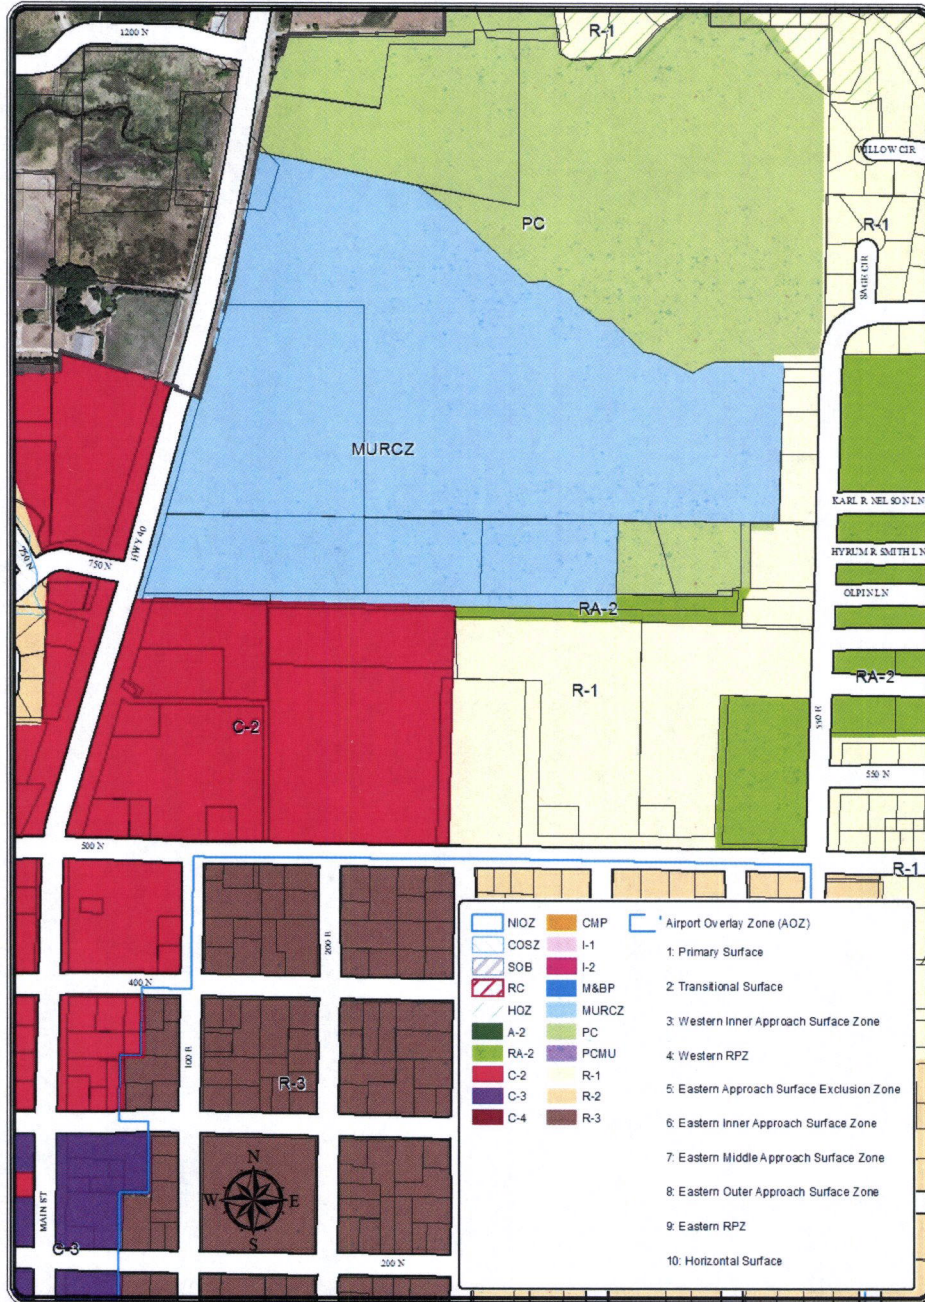 1200 N
R-1
WILLOW CIR
PC
R-1
SAGE CIR
MURCZ
KARL R NELSON LN
HWY 40
750 N
750 N
HYRUM R SMITH LN
OLPIN LN
RA-2
RA-2
R-1
C-2
550 E
550 N
500 N
R-1
200 E
400 N
100 E
R-3
N
W
E
S
MAIN ST
C-3
200 N
NIOZ
COSZ
SOB
RC
HOZ
A-2
RA-2
C-2
C-3
C-4
CMP
I-1
I-2
M&BP
MURCZ
PC
PCMU
R-1
R-2
R-3
Airport Overlay Zone (AOZ)
1: Primary Surface
2: Transitional Surface
3: Western Inner Approach Surface Zone
4: Western RPZ
5: Eastern Approach Surface Exclusion Zone
6: Eastern Inner Approach Surface Zone
7: Eastern Middle Approach Surface Zone
8: Eastern Outer Approach Surface Zone
9: Eastern RPZ
10: Horizontal Surface